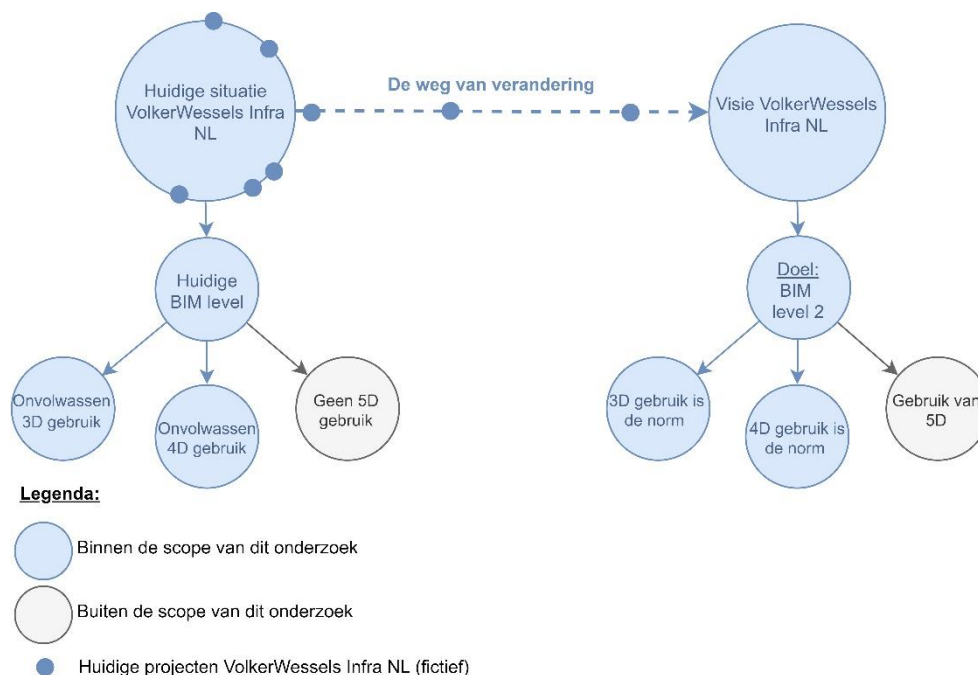 Huidige situatie
VolkerWessels Infra
NL
De weg van verandering
Visie VolkerWessels
Infra NL
Huidige
BIM level
Doel:
BIM
level 2
Onvolwassen
3D gebruik
Onvolwassen
4D gebruik
Geen 5D
gebruik
3D gebruik is
de norm
4D gebruik is
de norm
Gebruik van
5D
Legenda:
Binnen de scope van dit onderzoek
Buiten de scope van dit onderzoek
Huidige projecten VolkerWessels Infra NL (fictief)